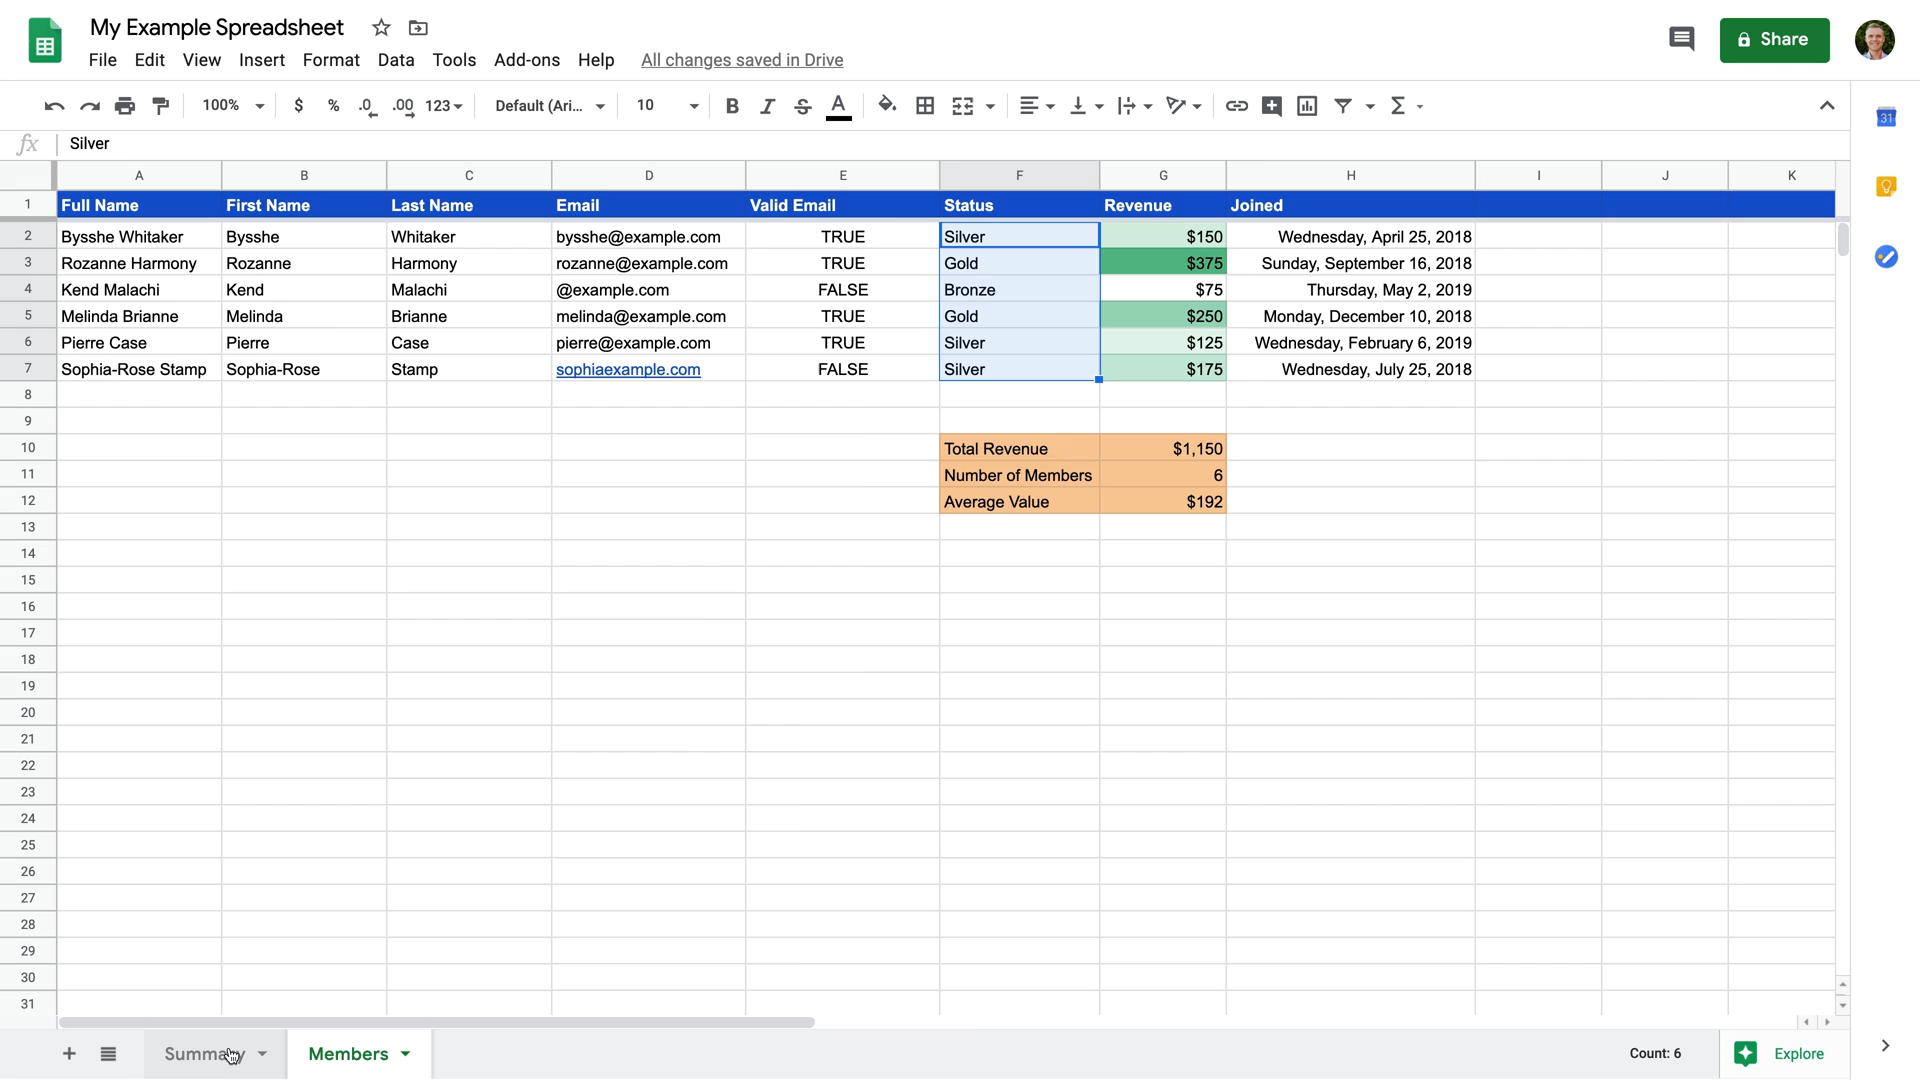 My Example Spreadsheet
File Edit View Insert Format Data Tools Add-ons Help All changes saved in Drive
Share
100% $ % .0 .00 123 Default (Ari... 10 B I S A
31
fx Silver
A B C D E F G H I J K
1 Full Name First Name Last Name Email Valid Email Status Revenue Joined
2 Bysshe Whitaker Bysshe Whitaker bysshe@example.com TRUE Silver $150 Wednesday, April 25, 2018
3 Rozanne Harmony Rozanne Harmony rozanne@example.com TRUE Gold $375 Sunday, September 16, 2018
4 Kend Malachi Kend Malachi @example.com FALSE Bronze $75 Thursday, May 2, 2019
5 Melinda Brianne Melinda Brianne melinda@example.com TRUE Gold $250 Monday, December 10, 2018
6 Pierre Case Pierre Case pierre@example.com TRUE Silver $125 Wednesday, February 6, 2019
7 Sophia-Rose Stamp Sophia-Rose Stamp sophiaexample.com FALSE Silver $175 Wednesday, July 25, 2018
8
9
10 Total Revenue $1,150
11 Number of Members 6
12 Average Value $192
13
14
15
16
17
18
19
20
21
22
23
24
25
26
27
28
29
30
31
Summary Members Count: 6 Explore